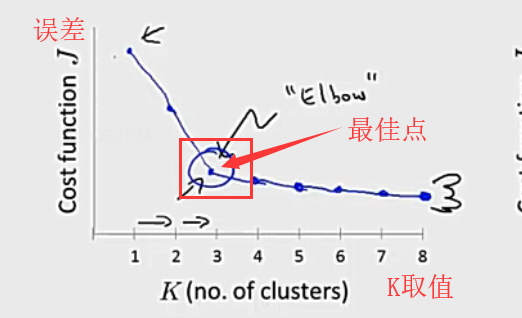 误差
Cost function J
"Elbow"
最佳点
1 2 3 4 5 6 7 8
K (no. of clusters)
K取值